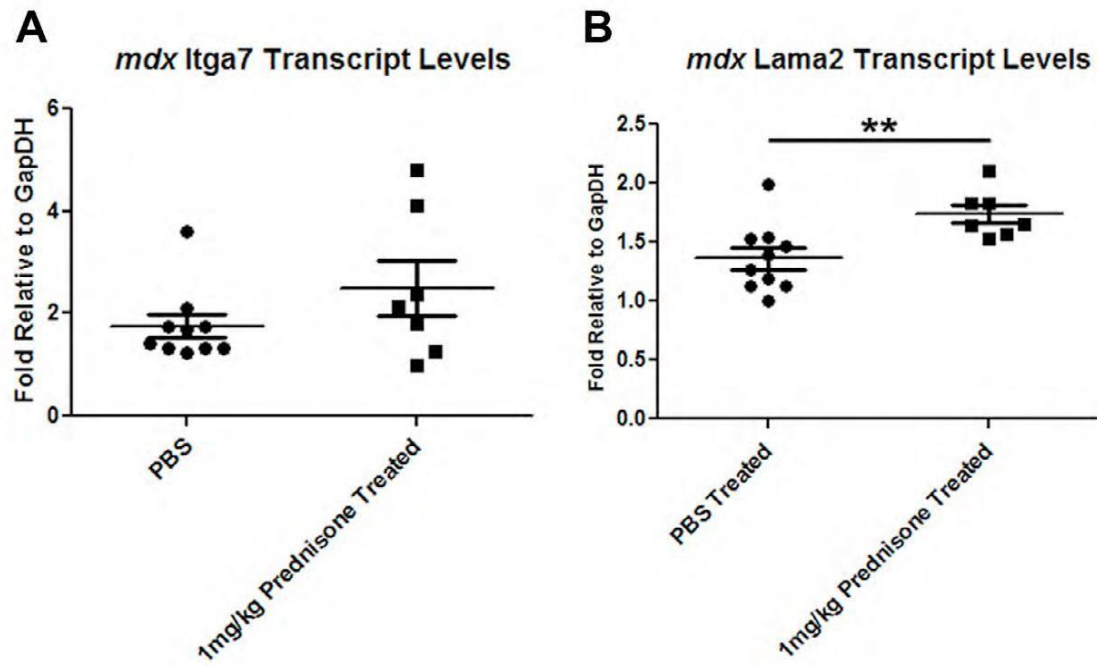 A
mdx Itga7 Transcript Levels
Fold Relative to GapDH
6
4
2
0
PBS
1mg/kg Prednisone Treated
B
mdx Lama2 Transcript Levels
**
Fold Relative to GapDH
2.5
2.0
1.5
1.0
0.5
0.0
PBS Treated
1mg/kg Prednisone Treated